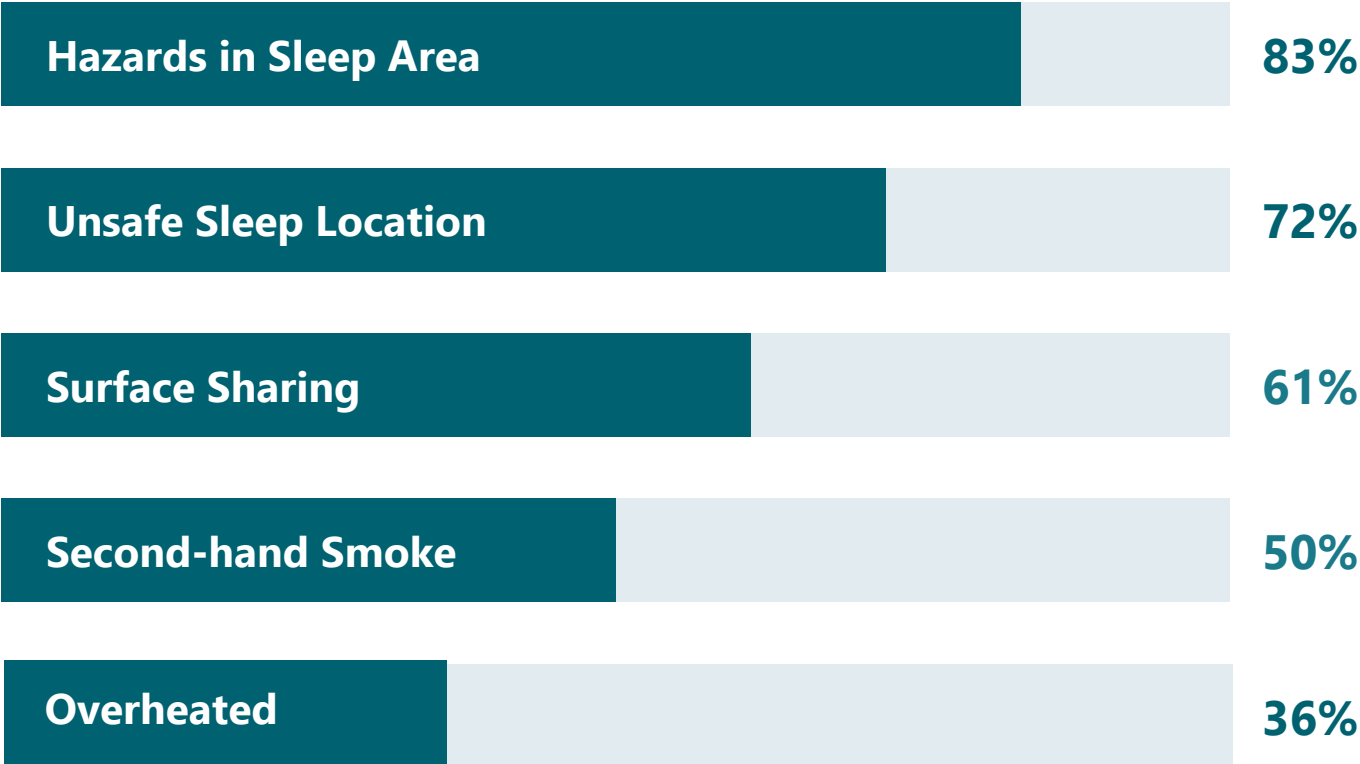 Hazards in Sleep Area 83%
Unsafe Sleep Location 72%
Surface Sharing 61%
Second-hand Smoke 50%
Overheated 36%